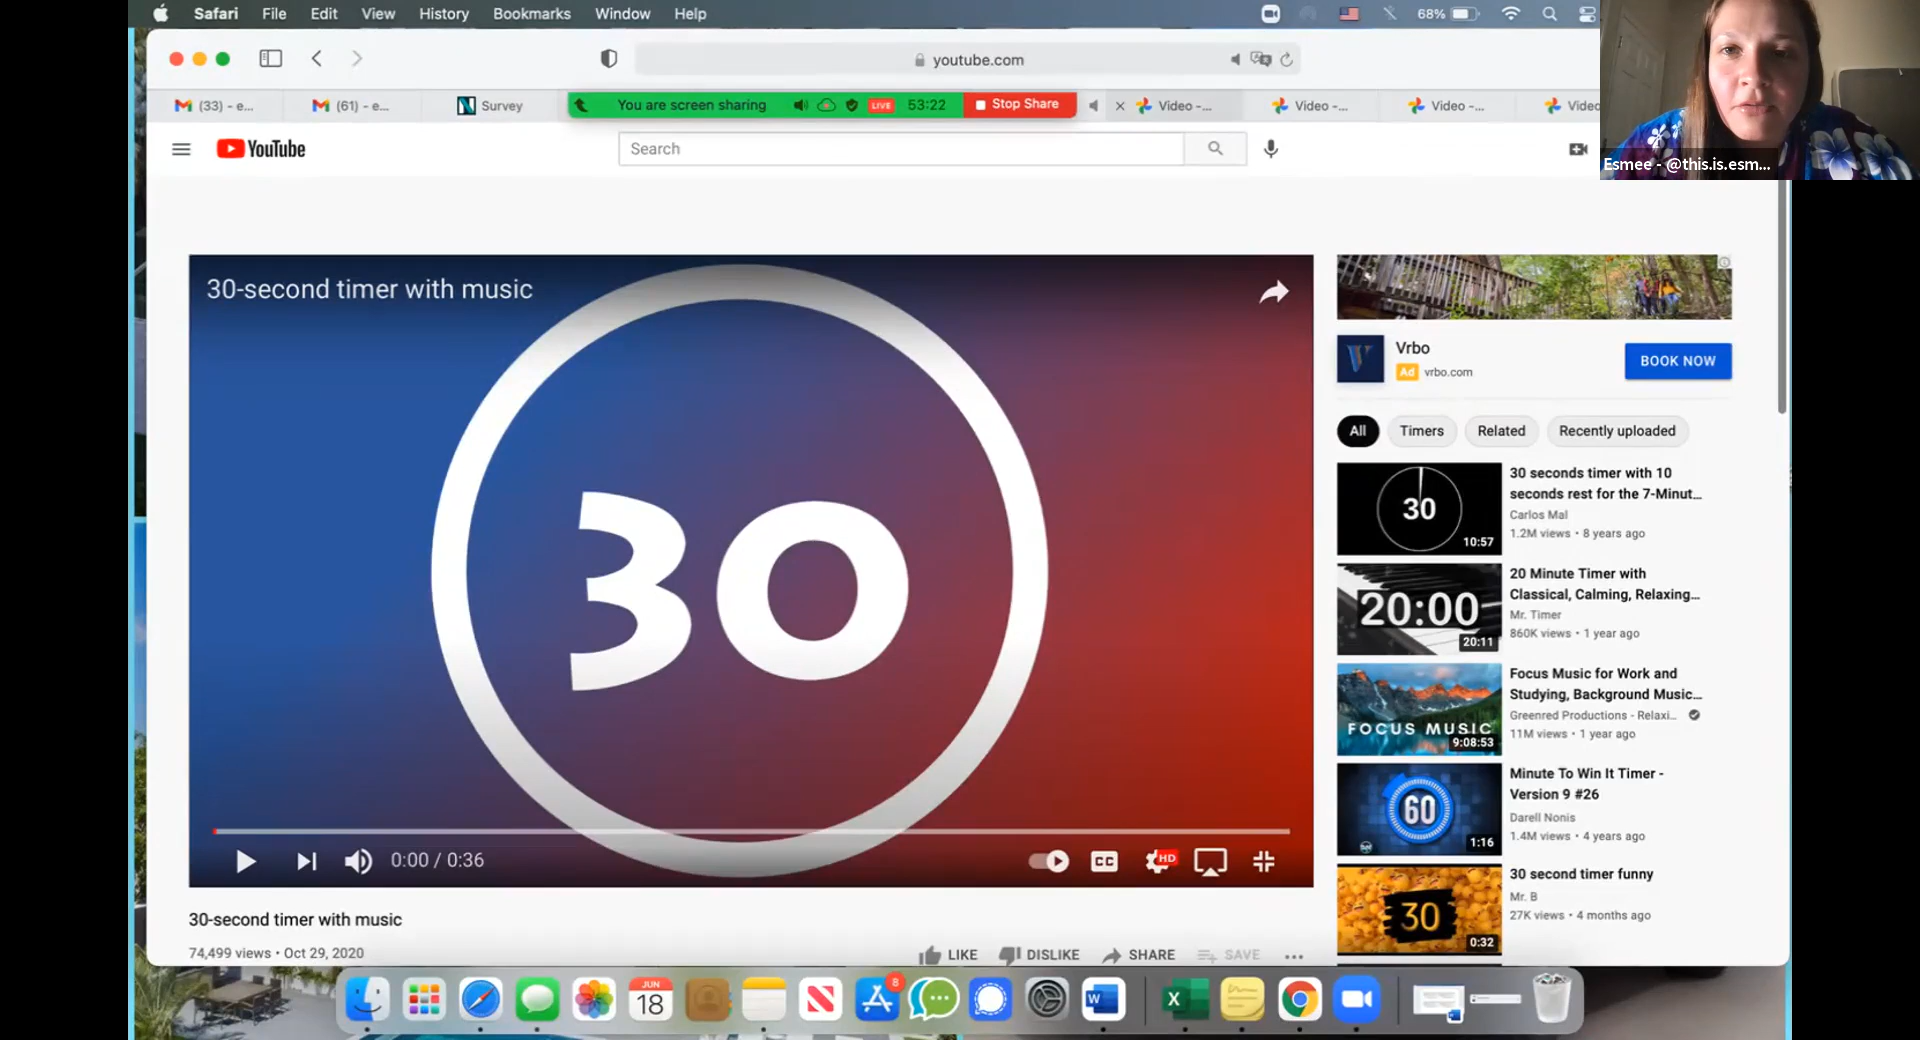 Safari File Edit View History Bookmarks Window Help
68%
youtube.com
(33) - e...
(61) - e...
Survey
You are screen sharing
LIVE
53:22
Stop Share
Video -...
Video -...
Video -...
Video
YouTube
Search
Esmee - @this.is.esm...
30-second timer with music
30
0:00 / 0:36
CC
HD
30-second timer with music
74,499 views • Oct 29, 2020
LIKE
DISLIKE
SHARE
SAVE
Vrbo
Ad vrbo.com
BOOK NOW
All
Timers
Related
Recently uploaded
30
10:57
30 seconds timer with 10
seconds rest for the 7-Minut...
Carlos Mal
1.2M views • 8 years ago
20:00
20:11
20 Minute Timer with
Classical, Calming, Relaxing...
Mr. Timer
860K views • 1 year ago
FOCUS MUSIC
9:08:53
Focus Music for Work and
Studying, Background Music...
Greenred Productions - Relaxi...
11M views • 1 year ago
60
1:16
Minute To Win It Timer -
Version 9 #26
Darell Nonis
1.4M views • 4 years ago
30
0:32
30 second timer funny
Mr. B
27K views • 4 months ago
JUN
18
8
W
X